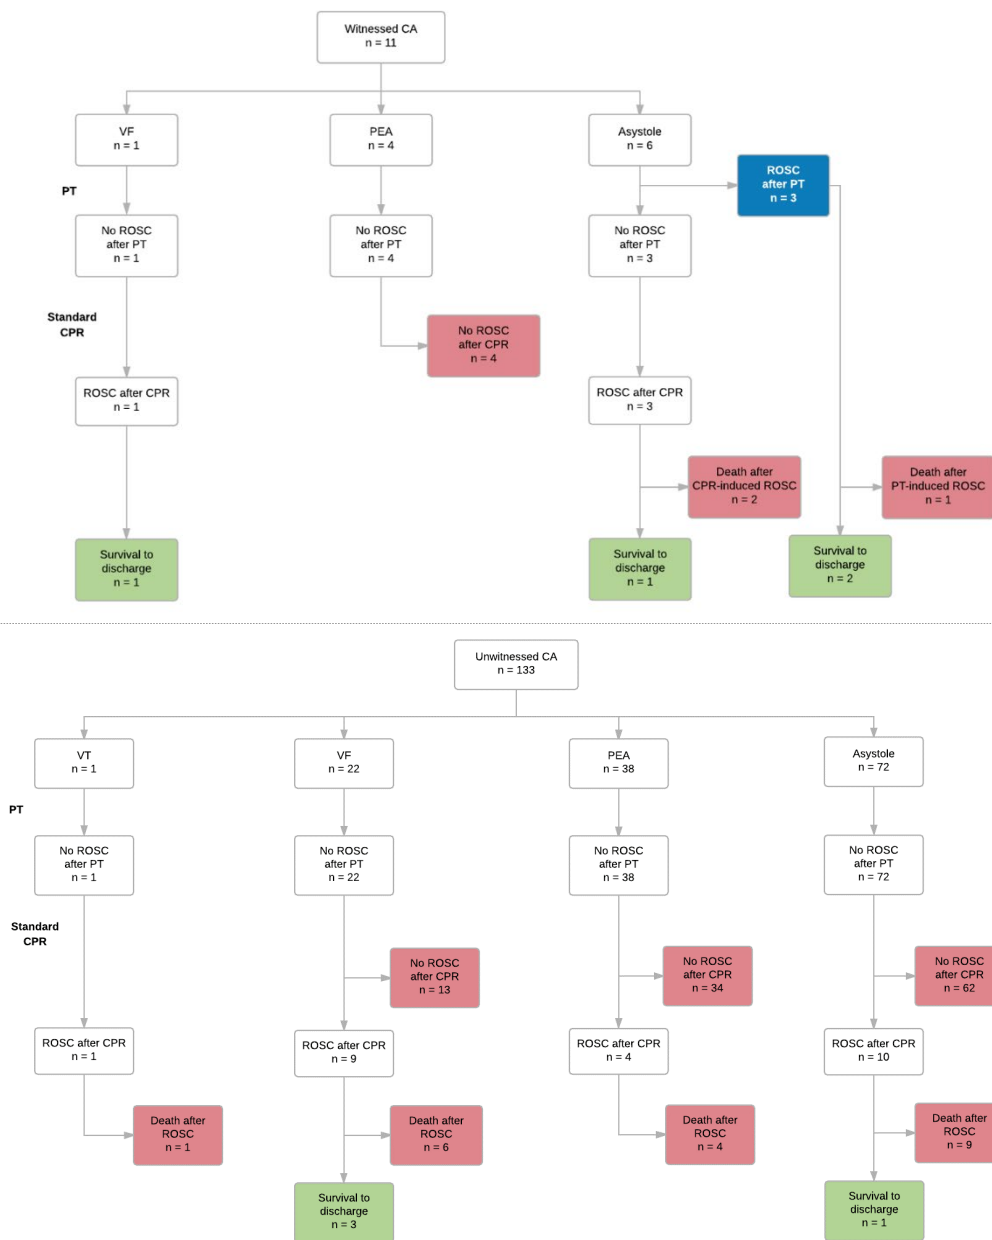 Witnessed CA
n = 11
VF
n = 1
PEA
n = 4
Asystole
n = 6
ROSC
after PT
n = 3
PT
No ROSC
after PT
n = 1
No ROSC
after PT
n = 4
No ROSC
after PT
n = 3
Standard
CPR
No ROSC
after CPR
n = 4
ROSC after CPR
n = 1
ROSC after CPR
n = 3
Death after
CPR-induced ROSC
n = 2
Death after
PT-induced ROSC
n = 1
Survival to
discharge
n = 1
Survival to
discharge
n = 1
Survival to
discharge
n = 2
Unwitnessed CA
n = 133
VT
n = 1
VF
n = 22
PEA
n = 38
Asystole
n = 72
PT
No ROSC
after PT
n = 1
No ROSC
after PT
n = 22
No ROSC
after PT
n = 38
No ROSC
after PT
n = 72
Standard
CPR
No ROSC
after CPR
n = 13
No ROSC
after CPR
n = 34
No ROSC
after CPR
n = 62
ROSC after CPR
n = 1
ROSC after CPR
n = 9
ROSC after CPR
n = 4
ROSC after CPR
n = 10
Death after
ROSC
n = 1
Death after
ROSC
n = 6
Death after
ROSC
n = 4
Death after
ROSC
n = 9
Survival to
discharge
n = 3
Survival to
discharge
n = 1